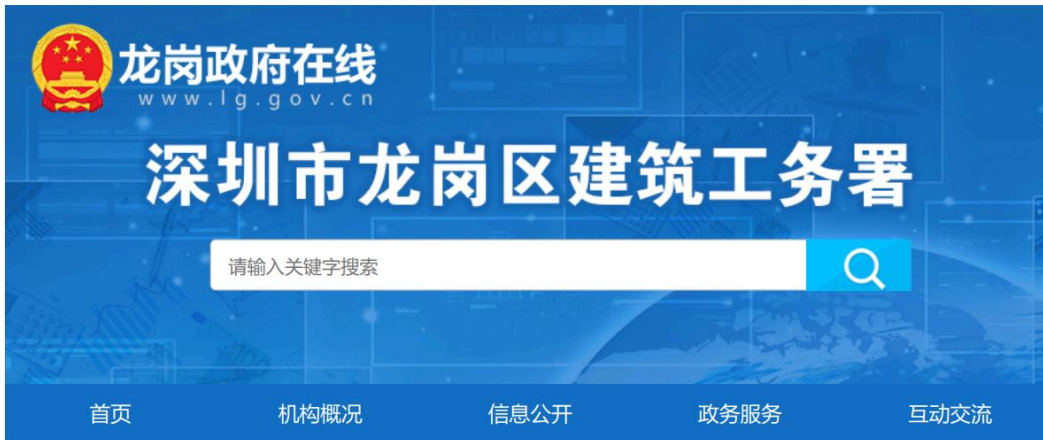 龙岗政府在线
www.lg.gov.cn
深圳市龙岗区建筑工务署
请输入关键字搜索
首页 机构概况 信息公开 政务服务 互动交流